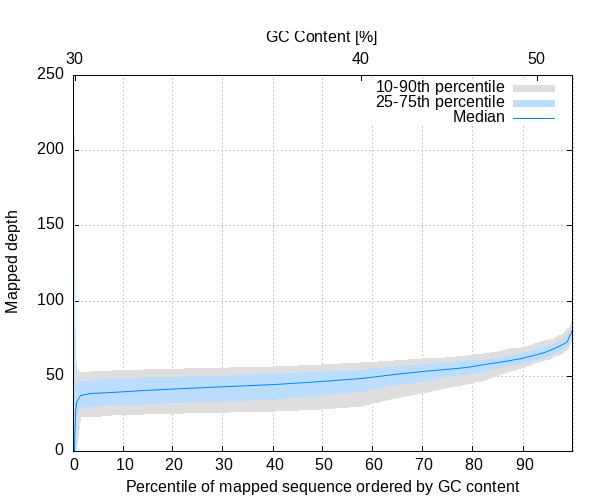 GC Content [%]
30 40 50
250
200
150
100
50
0
Mapped depth
10-90th percentile
25-75th percentile
Median
0 10 20 30 40 50 60 70 80 90
Percentile of mapped sequence ordered by GC content